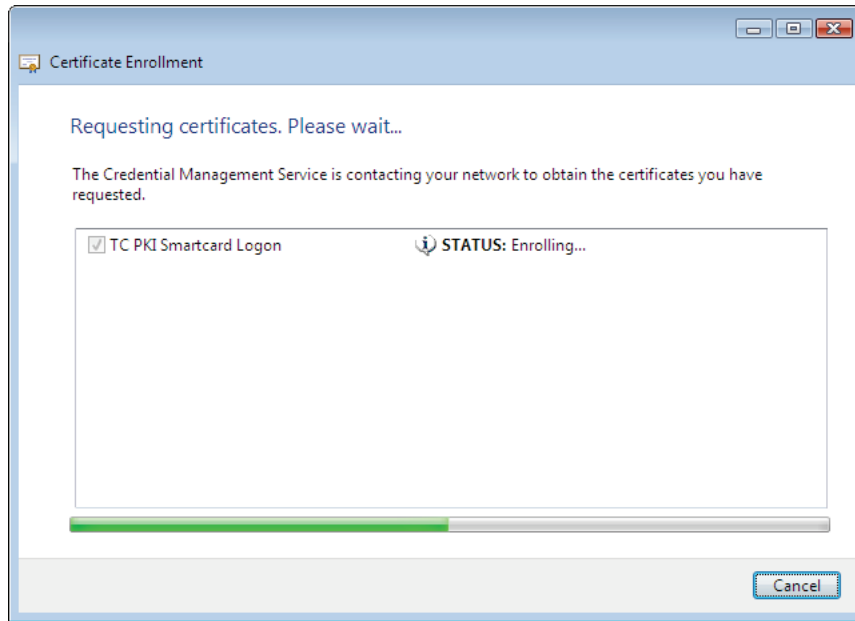 Certificate Enrollment
Requesting certificates. Please wait...
The Credential Management Service is contacting your network to obtain the certificates you have
requested.
TC PKI Smartcard Logon STATUS: Enrolling...
Cancel